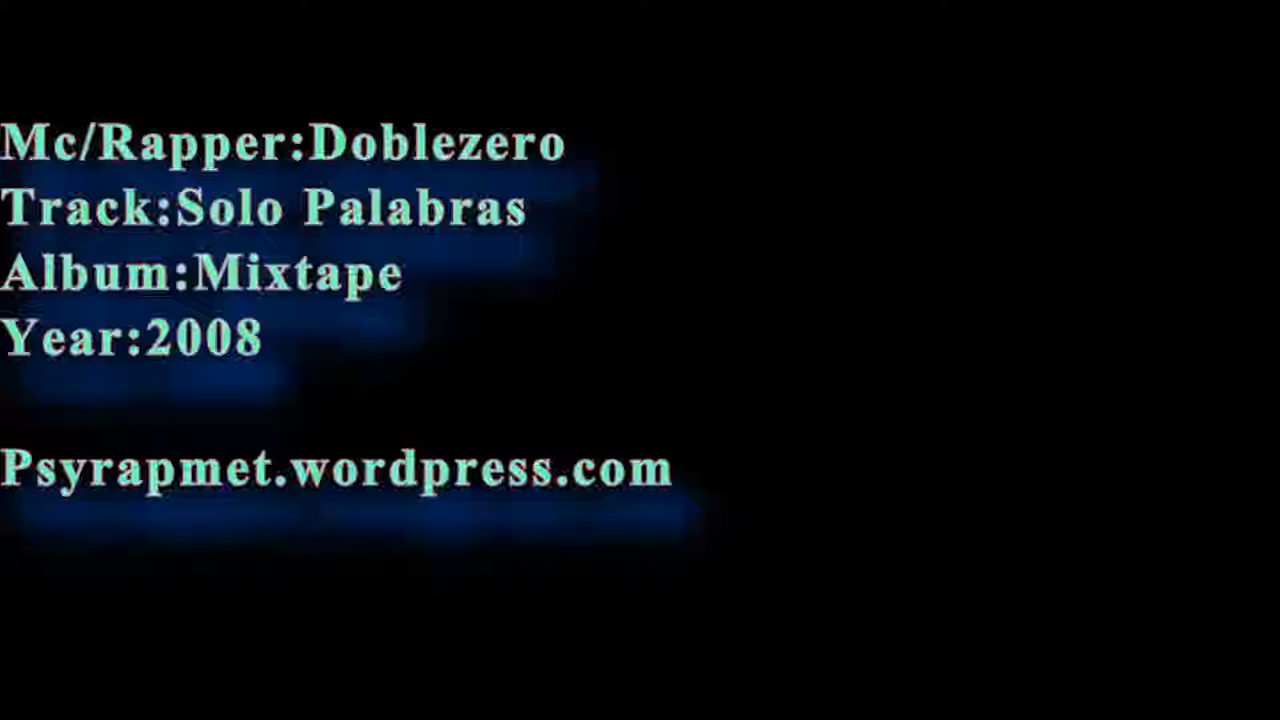 Mc/Rapper:Doblezero
Track:Solo Palabras
Album:Mixtape
Year:2008
Psyrapmet.wordpress.com